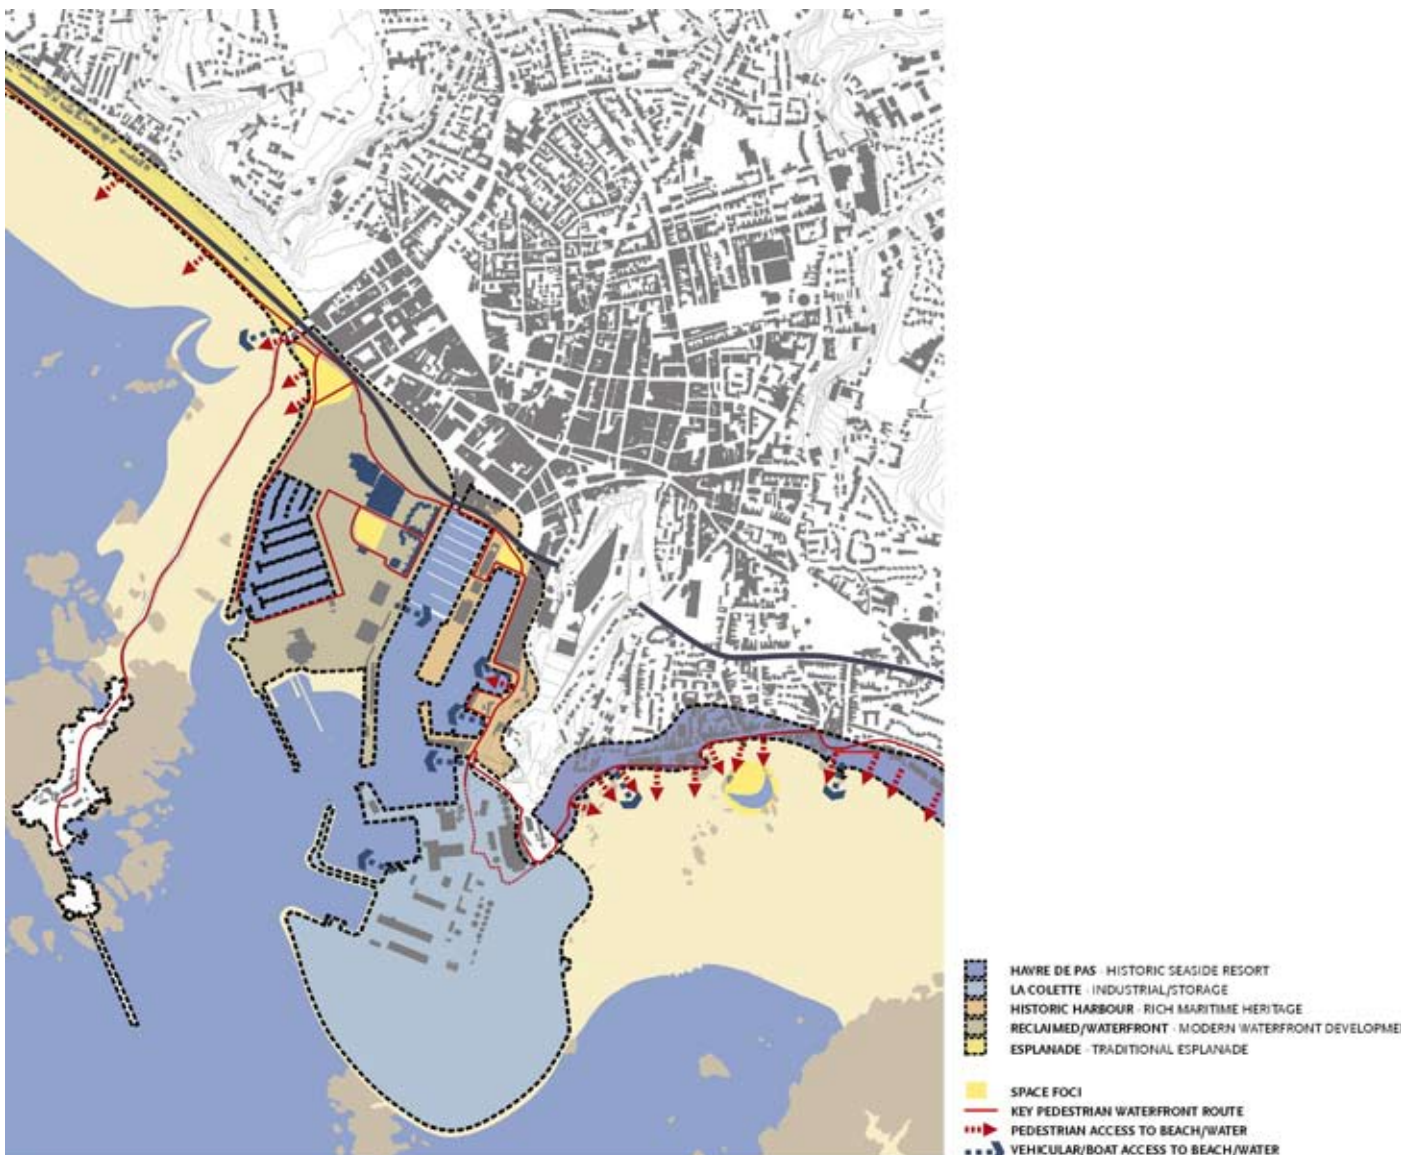 HAVRE DE PAS · HISTORIC SEASIDE RESORT
LA COLETTE · INDUSTRIAL/STORAGE
HISTORIC HARBOUR · RICH MARITIME HERITAGE
RECLAIMED/WATERFRONT · MODERN WATERFRONT DEVELOPME
ESPLANADE · TRADITIONAL ESPLANADE
SPACE FOCI
KEY PEDESTRIAN WATERFRONT ROUTE
PEDESTRIAN ACCESS TO BEACH/WATER
VEHICULAR/BOAT ACCESS TO BEACH/WATER